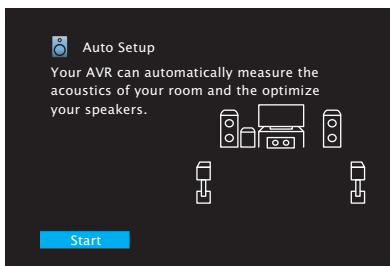 Auto Setup
Your AVR can automatically measure the
acoustics of your room and the optimize
your speakers.
Start